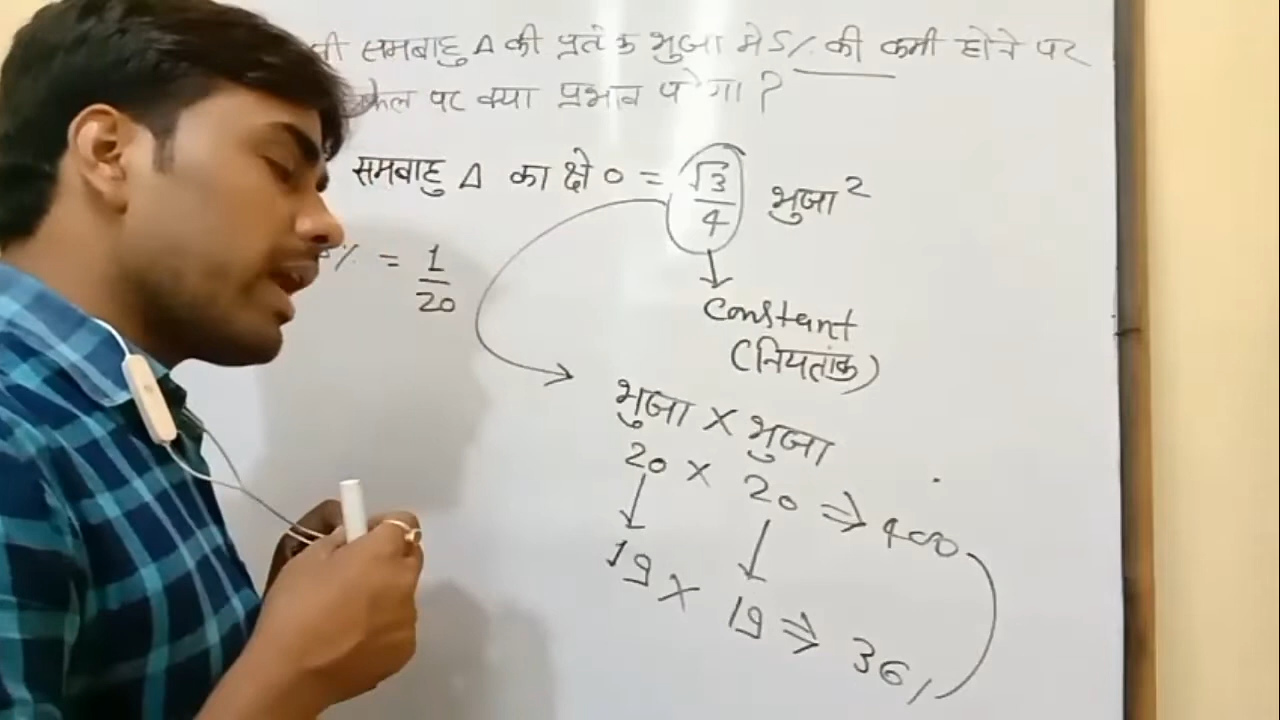 समबाहु Δ की प्रत्येक भुजा मे 5% की कमी होने पर
पर क्या प्रभाव पड़ेगा ?
समबाहु Δ का क्षे० = √3/4 भुजा²
% = 1/20
Constant
(नियतांक)
भुजा × भुजा
20 × 20 ⇒ 400
19 × 19 ⇒ 361